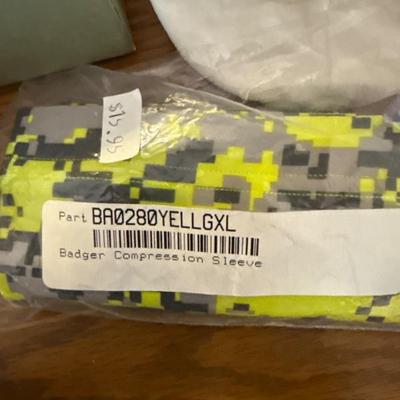 $15.95
Part BA0280YELLGXL
Badger Compression Sleeve